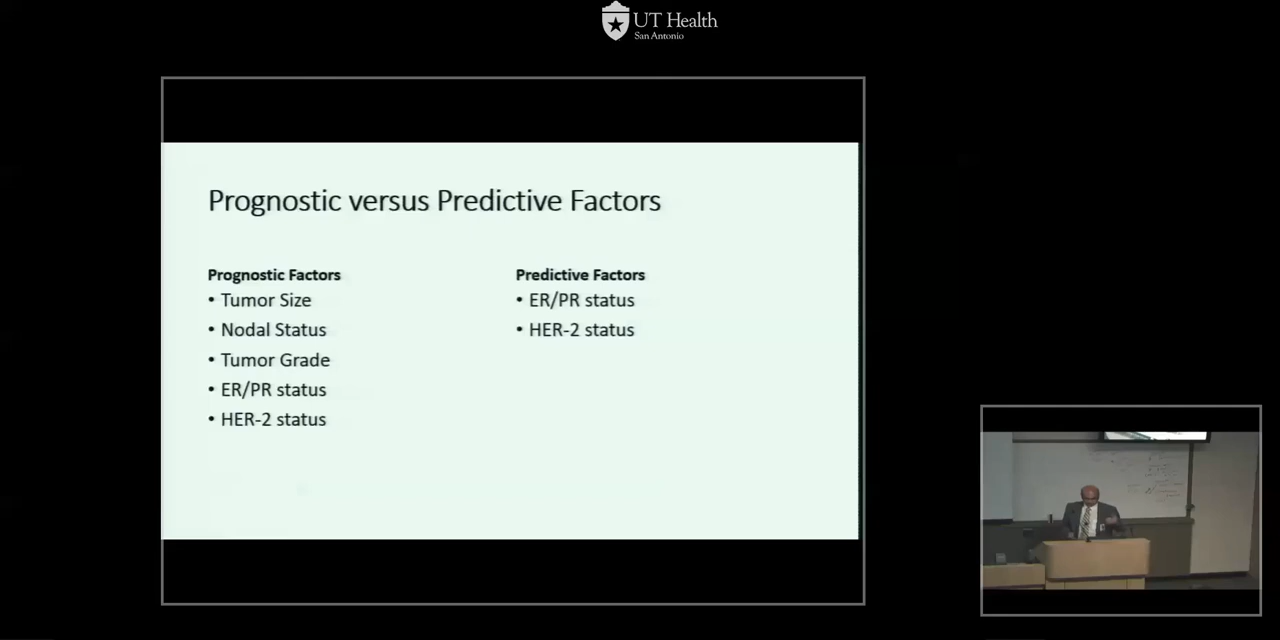 UT Health
San Antonio
Prognostic versus Predictive Factors
Prognostic Factors
• Tumor Size
• Nodal Status
• Tumor Grade
• ER/PR status
• HER-2 status
Predictive Factors
• ER/PR status
• HER-2 status